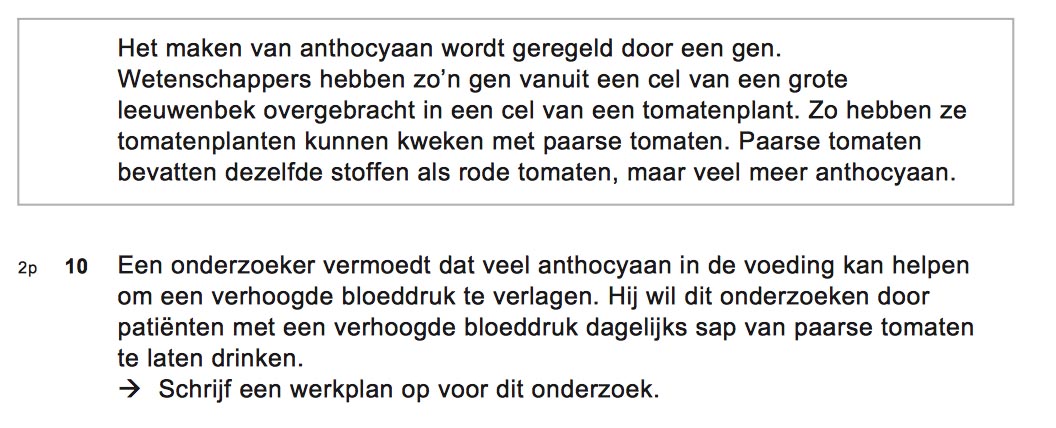 Het maken van anthocyaan wordt geregeld door een gen.
Wetenschappers hebben zo'n gen vanuit een cel van een grote
leeuwenbek overgebracht in een cel van een tomatenplant. Zo hebben ze
tomatenplanten kunnen kweken met paarse tomaten. Paarse tomaten
bevatten dezelfde stoffen als rode tomaten, maar veel meer anthocyaan.
2p 10 Een onderzoeker vermoedt dat veel anthocyaan in de voeding kan helpen
om een verhoogde bloeddruk te verlagen. Hij wil dit onderzoeken door
patiënten met een verhoogde bloeddruk dagelijks sap van paarse tomaten
te laten drinken.
→ Schrijf een werkplan op voor dit onderzoek.